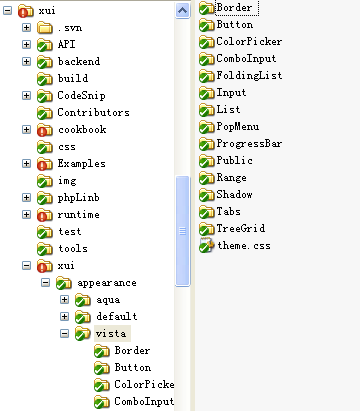 xui
.svn
API
backend
build
CodeSnip
Contributors
cookbook
css
Examples
img
phpLinb
runtime
test
tools
xui
appearance
aqua
default
vista
Border
Button
ColorPicke
ComboInput
Border
Button
ColorPicker
ComboInput
FoldingList
Input
List
PopMenu
ProgressBar
Public
Range
Shadow
Tabs
TreeGrid
theme.css